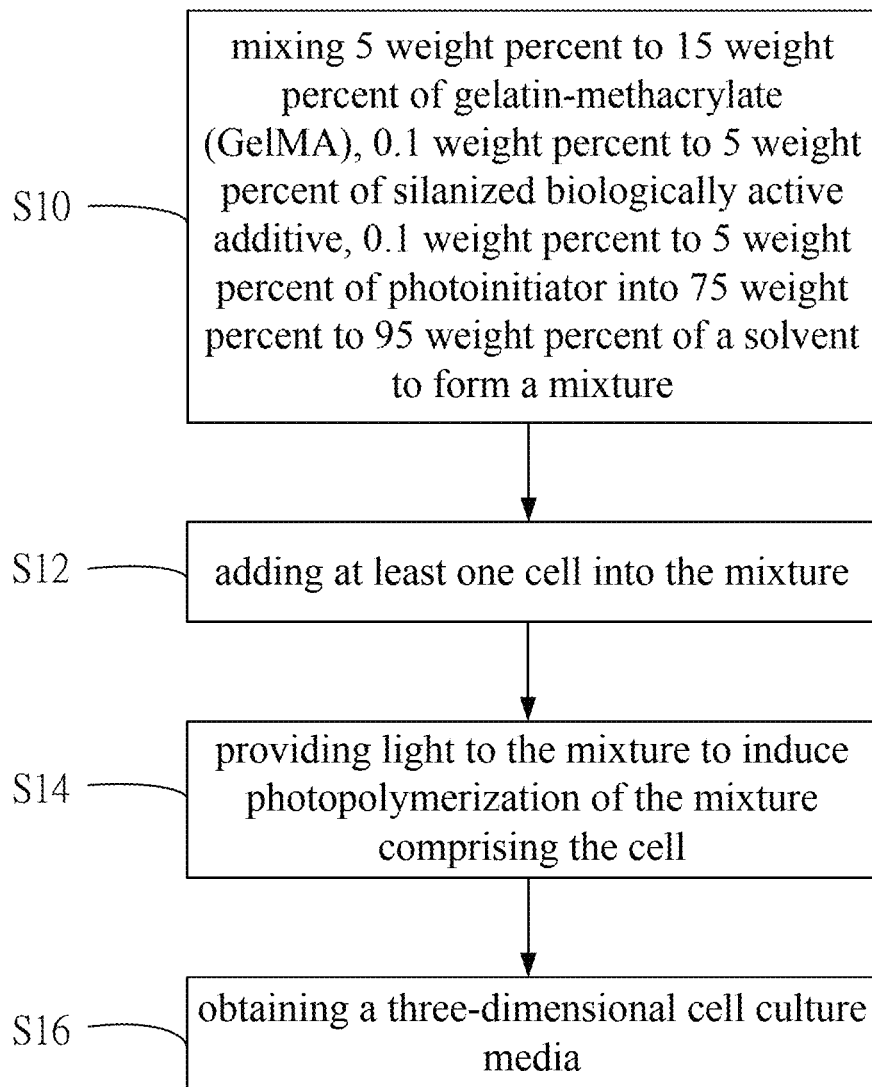 mixing 5 weight percent to 15 weight
percent of gelatin-methacrylate
(GelMA), 0.1 weight percent to 5 weight
percent of silanized biologically active
additive, 0.1 weight percent to 5 weight
percent of photoinitiator into 75 weight
percent to 95 weight percent of a solvent
to form a mixture
S10
S12
adding at least one cell into the mixture
providing light to the mixture to induce
photopolymerization of the mixture
comprising the cell
S14
obtaining a three-dimensional cell culture
media
S16